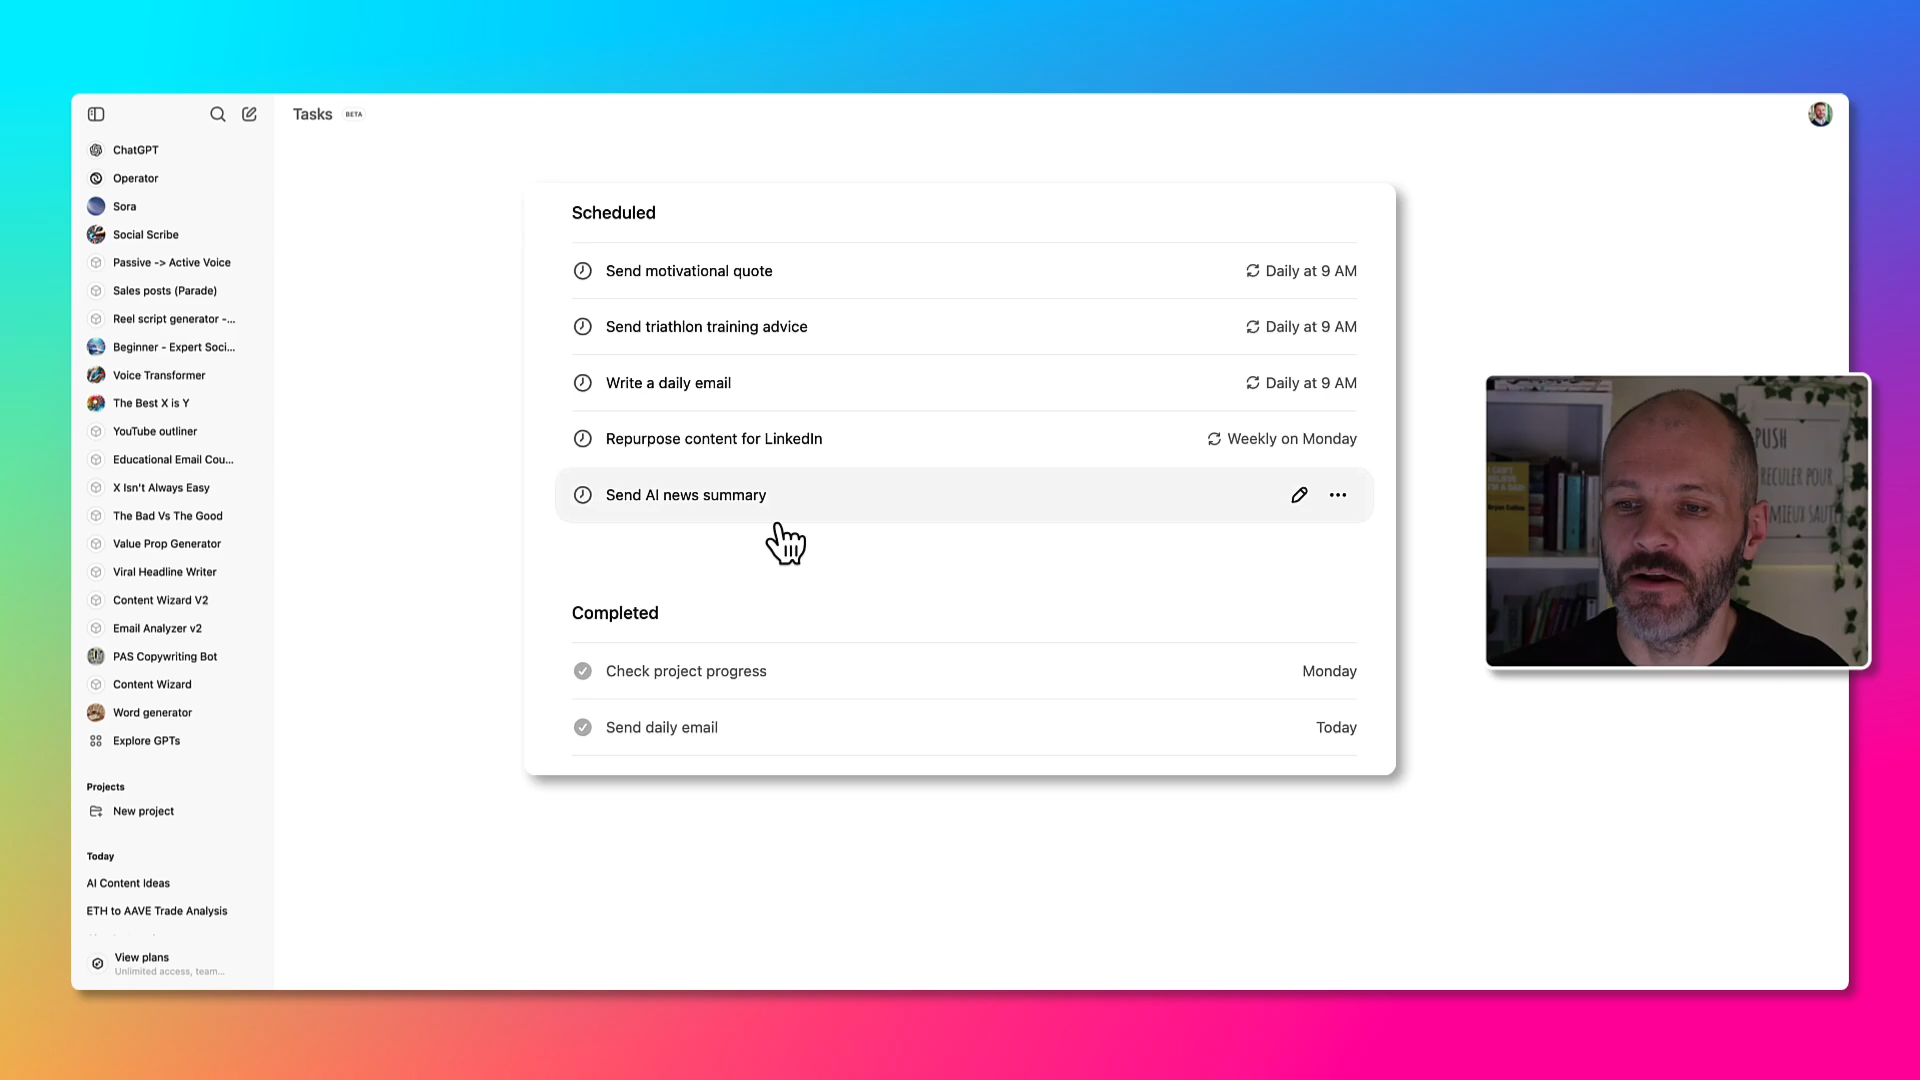 Tasks BETA
ChatGPT
Operator
Sora
Social Scribe
Passive -> Active Voice
Sales posts (Parade)
Reel script generator -...
Beginner - Expert Soci...
Voice Transformer
The Best X is Y
YouTube outliner
Educational Email Cou...
X Isn't Always Easy
The Bad Vs The Good
Value Prop Generator
Viral Headline Writer
Content Wizard V2
Email Analyzer v2
PAS Copywriting Bot
Content Wizard
Word generator
Explore GPTs
Projects
New project
Today
AI Content Ideas
ETH to AAVE Trade Analysis
View plans
Unlimited access, team...
Scheduled
Send motivational quote Daily at 9 AM
Send triathlon training advice Daily at 9 AM
Write a daily email Daily at 9 AM
Repurpose content for LinkedIn Weekly on Monday
Send AI news summary
Completed
Check project progress Monday
Send daily email Today
PUSH
RECULER POUR
MIEUX SAUT
I CAN'T
BELIEVE
I'M A DAD!
Bryan Collins